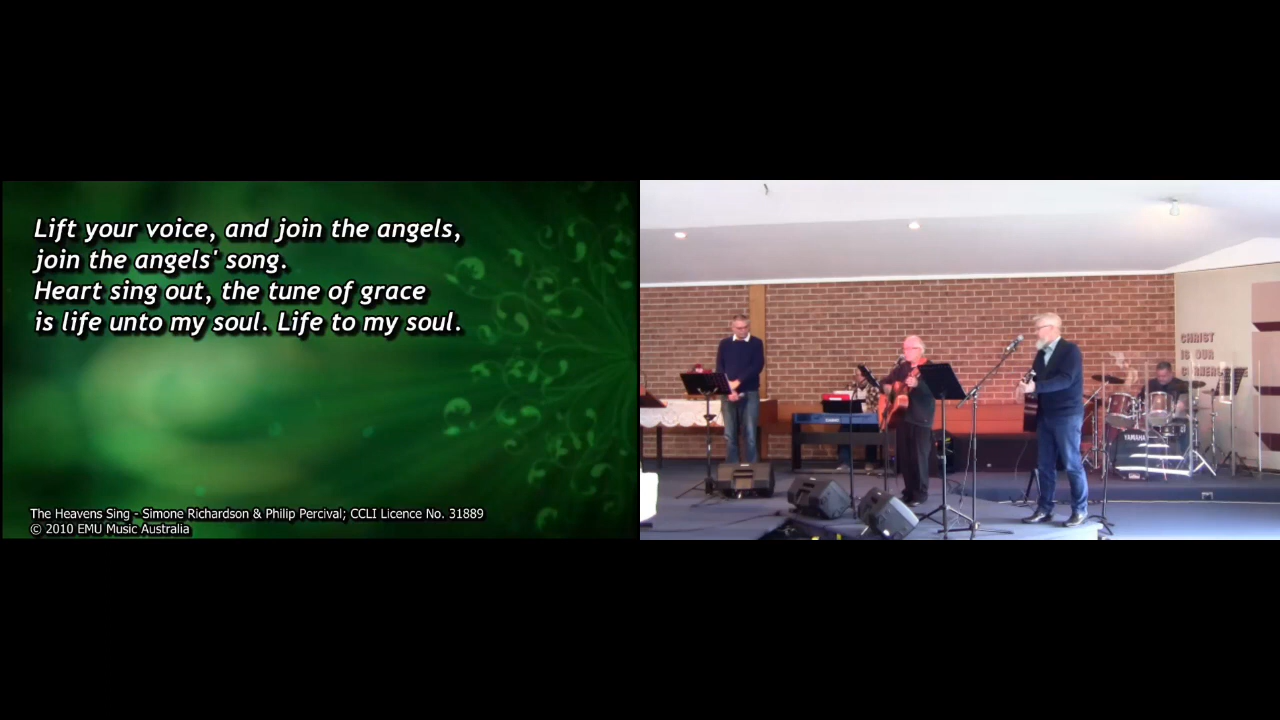 Lift your voice, and join the angels,
join the angels' song.
Heart sing out, the tune of grace
is life unto my soul. Life to my soul.
The Heavens Sing - Simone Richardson & Philip Percival; CCLI Licence No. 31889
© 2010 EMU Music Australia
CHRIST
IS OUR
YAMAHA